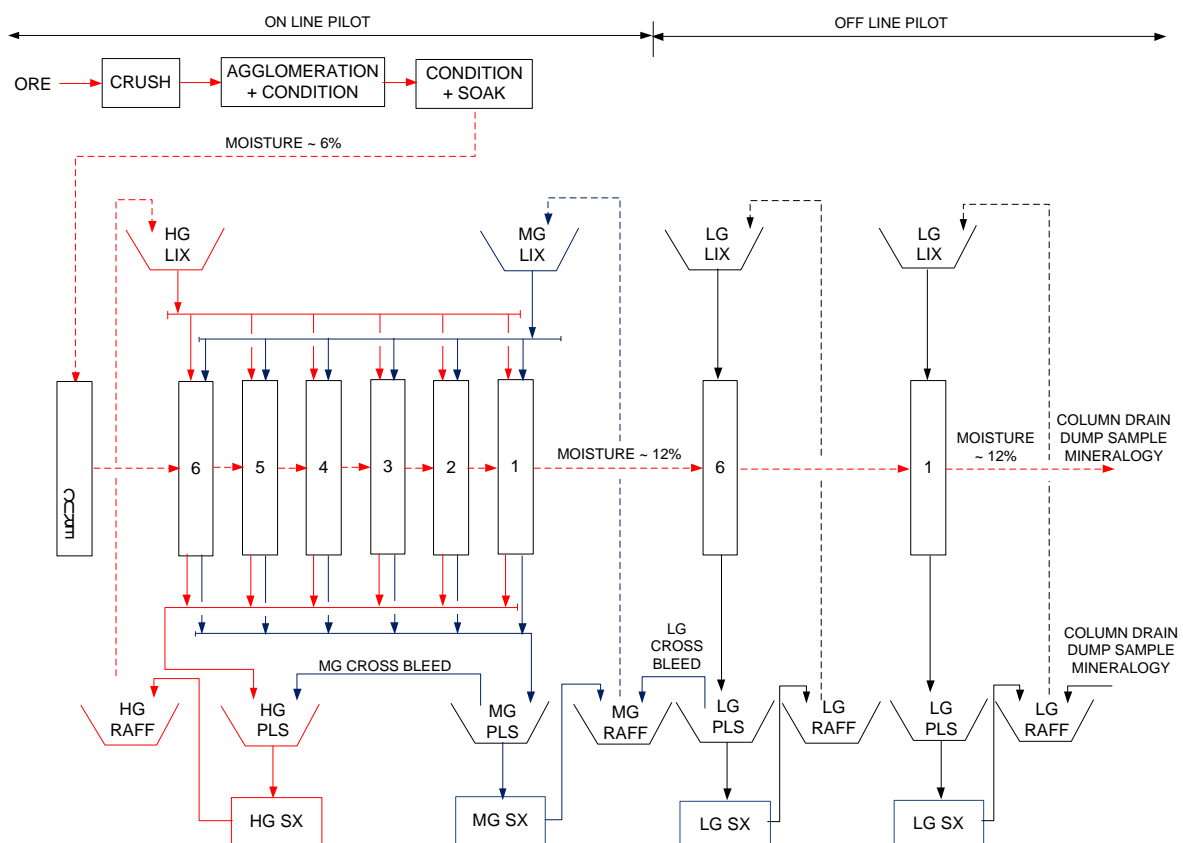 ON LINE PILOT
OFF LINE PILOT
ORE
CRUSH
AGGLOMERATION
+ CONDITION
CONDITION
+ SOAK
MOISTURE ~ 6%
HG
LIX
MG
LIX
LG
LIX
LG
LIX
6
5
4
3
2
1
MOISTURE ~ 12%
6
1
MOISTURE
~ 12%
COLUMN DRAIN
DUMP SAMPLE
MINERALOGY
MG CROSS BLEED
LG
CROSS
BLEED
COLUMN DRAIN
DUMP SAMPLE
MINERALOGY
HG
RAFF
HG
PLS
MG
PLS
MG
RAFF
LG
PLS
LG
RAFF
LG
PLS
LG
RAFF
HG SX
MG SX
LG SX
LG SX